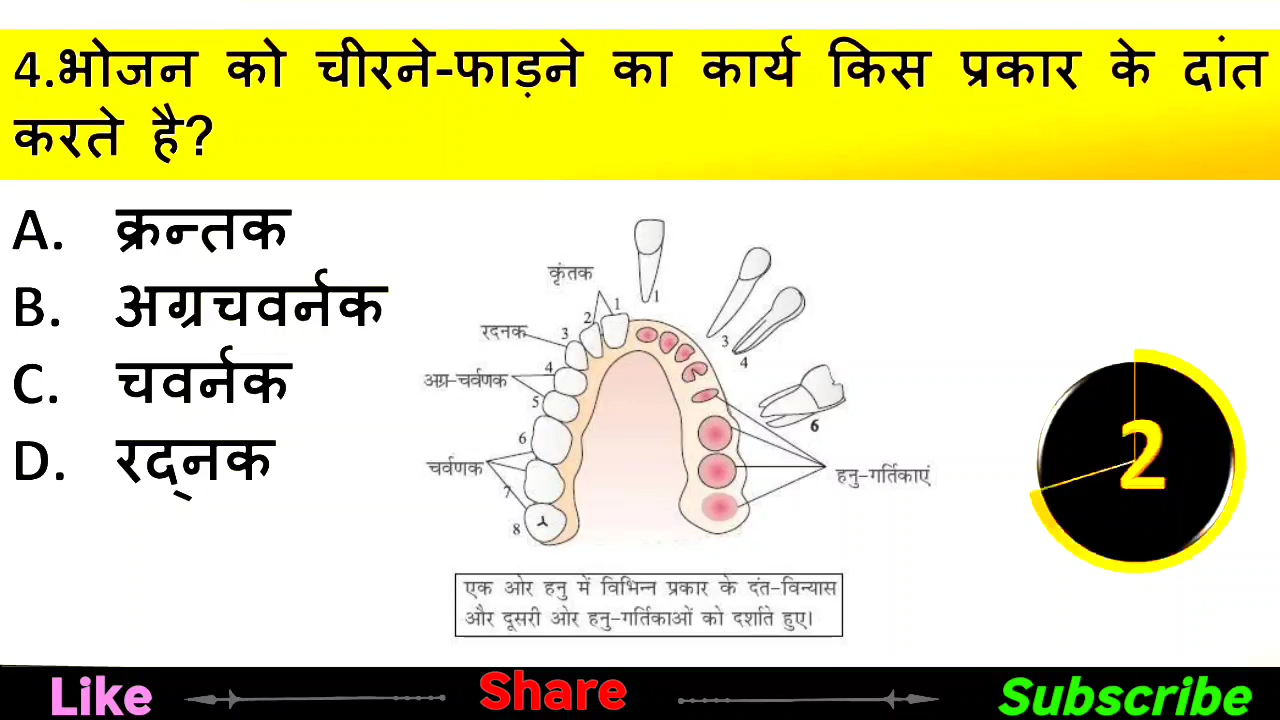 4.भोजन को चीरने-फाड़ने का कार्य किस प्रकार के दांत
करते है?
A. क्रन्तक
B. अग्रचवर्नक
C. चवर्नक
D. रद्‌नक
कृंतक
रदनक
अग्र-चर्वणक
चर्वणक
1
2
3
4
5
6
7
8
1
3
4
6
हनु-गर्तिकाएं
2
एक ओर हनु में विभिन्न प्रकार के दंत-विन्यास
और दूसरी ओर हनु-गर्तिकाओं को दर्शाते हुए।
Like Share Subscribe